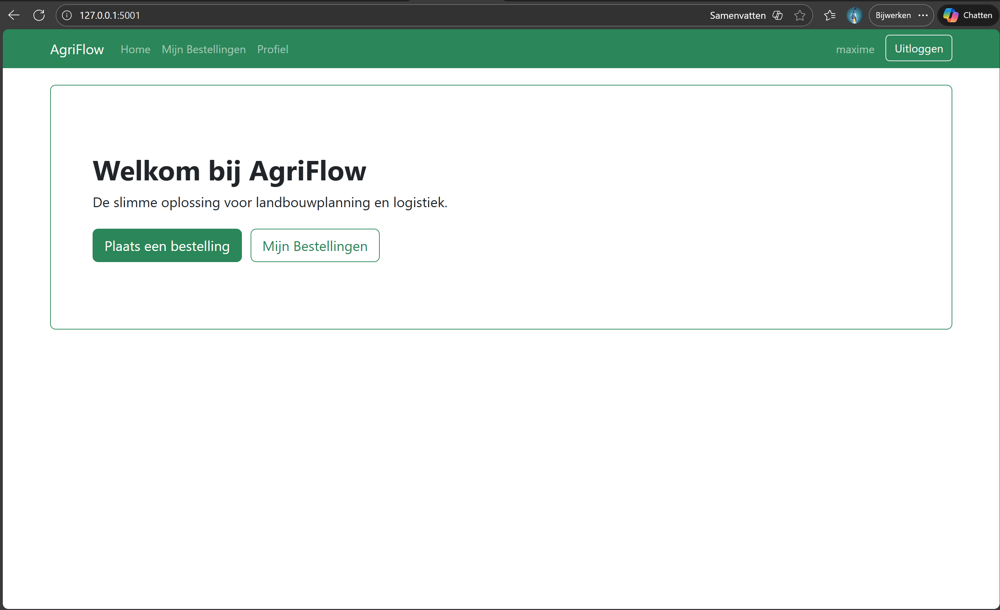 127.0.0.1:5001 Samenvatten Bijwerken Chatten
AgriFlow Home Mijn Bestellingen Profiel maxime Uitloggen
Welkom bij AgriFlow
De slimme oplossing voor landbouwplanning en logistiek.
Plaats een bestelling Mijn Bestellingen